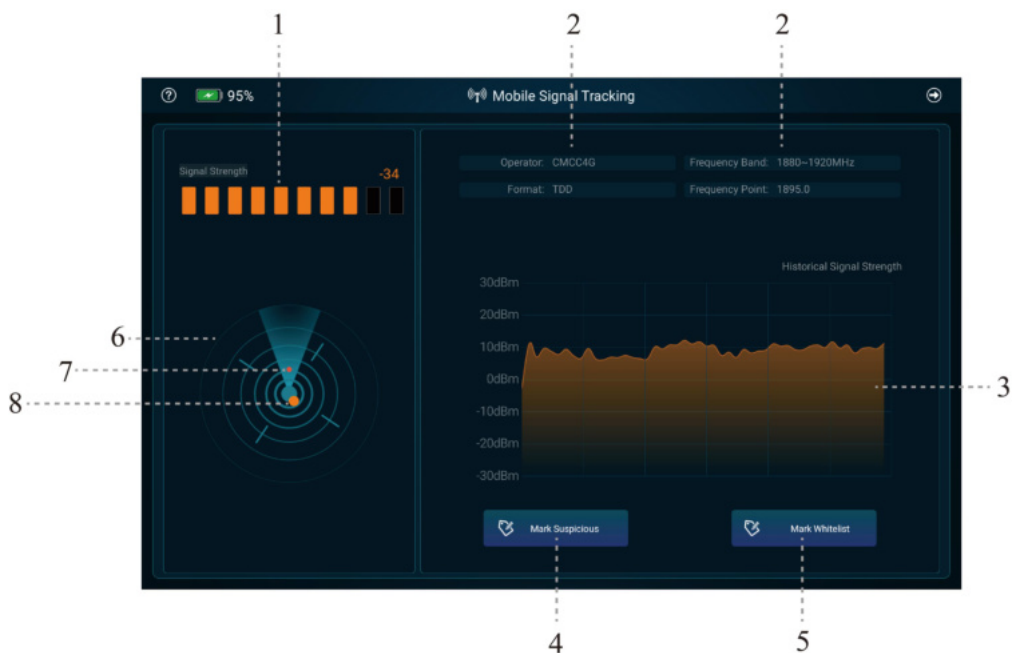 1 2 2
95% Mobile Signal Tracking
Signal Strength -34
Operator: CMCC4G Frequency Band: 1880~1920MHz
Format: TDD Frequency Point: 1895.0
Historical Signal Strength
30dBm
20dBm
10dBm
0dBm
-10dBm
-20dBm
-30dBm
6
7
8
3
Mark Suspicious Mark Whitelist
4 5